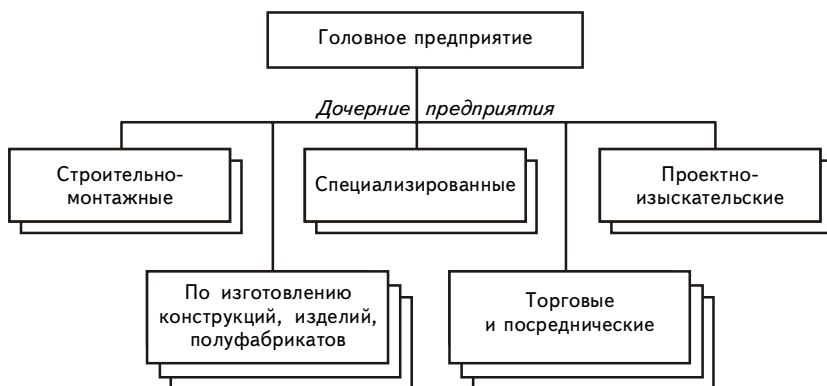 Головное предприятие
Дочерние предприятия
Строительно-
монтажные
Специализированные
Проектно-
изыскательские
По изготовлению
конструкций, изделий,
полуфабрикатов
Торговые
и посреднические